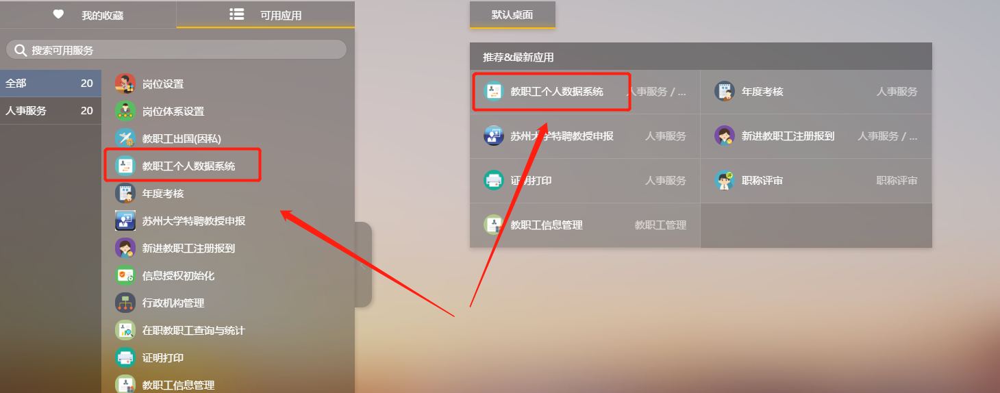 我的收藏
可用应用
搜索可用服务
全部 20
人事服务 20
岗位设置
岗位体系设置
教职工出国(因私)
教职工个人数据系统
年度考核
苏州大学特聘教授申报
新进教职工注册报到
信息授权初始化
行政机构管理
在职教职工查询与统计
证明打印
教职工信息管理
默认桌面
推荐&最新应用
教职工个人数据系统 人事服务 / ...
年度考核 人事服务
苏州大学特聘教授申报 人事服务
新进教职工注册报到 人事服务 / ...
证明打印 人事服务
职称评审 职称评审
教职工信息管理 教职工管理